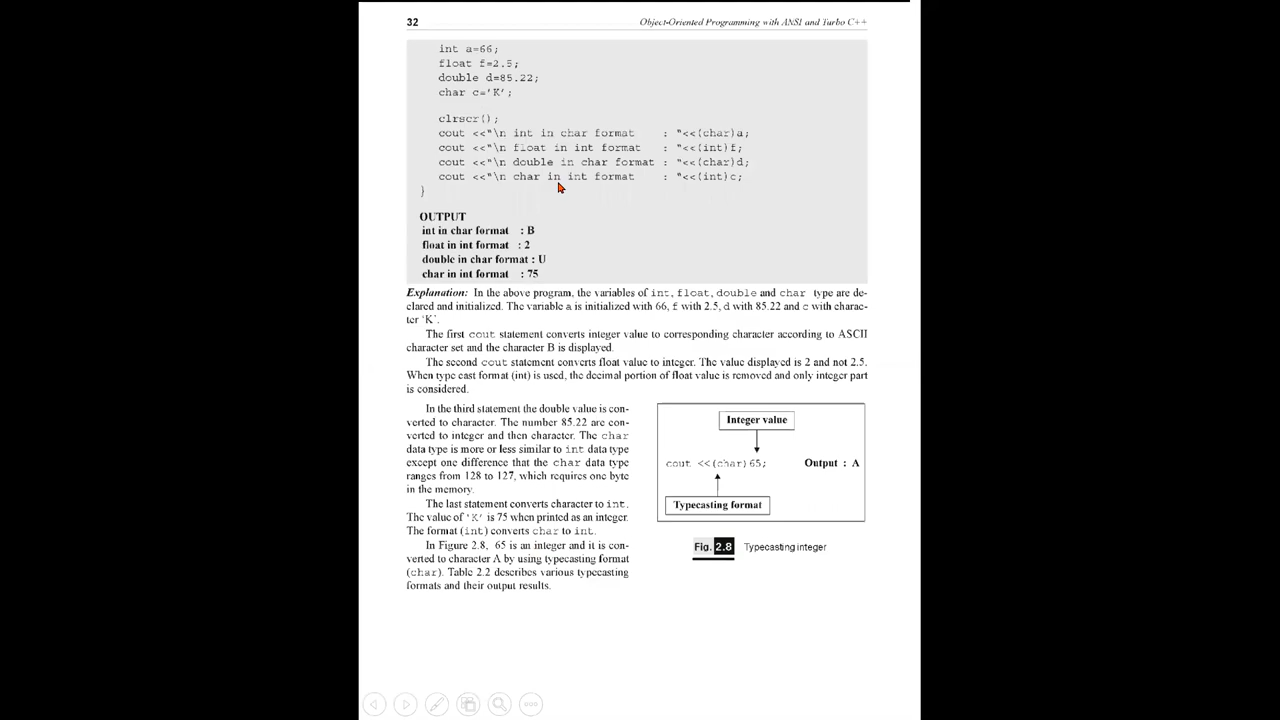 32 Object-Oriented Programming with ANSI and Turbo C++
int a=66;
float f=2.5;
double d=85.22;
char c='K';
clrscr();
cout <<"\n int in char format : "<<(char)a;
cout <<"\n float in int format : "<<(int)f;
cout <<"\n double in char format : "<<(char)d;
cout <<"\n char in int format : "<<(int)c;
}
OUTPUT
int in char format : B
float in int format : 2
double in char format : U
char in int format : 75
Explanation: In the above program, the variables of int, float, double and char type are de-
clared and initialized. The variable a is initialized with 66, f with 2.5, d with 85.22 and c with charac-
ter 'K'.
The first cout statement converts integer value to corresponding character according to ASCII
character set and the character B is displayed.
The second cout statement converts float value to integer. The value displayed is 2 and not 2.5.
When type cast format (int) is used, the decimal portion of float value is removed and only integer part
is considered.
In the third statement the double value is con-
verted to character. The number 85.22 are con-
verted to integer and then character. The char
data type is more or less similar to int data type
except one difference that the char data type
ranges from 128 to 127, which requires one byte
in the memory.
The last statement converts character to int.
The value of 'K' is 75 when printed as an integer.
The format (int) converts char to int.
In Figure 2.8, 65 is an integer and it is con-
verted to character A by using typecasting format
(char). Table 2.2 describes various typecasting
formats and their output results.
Integer value
cout <<(char)65; Output : A
Typecasting format
Fig. 2.8 Typecasting integer